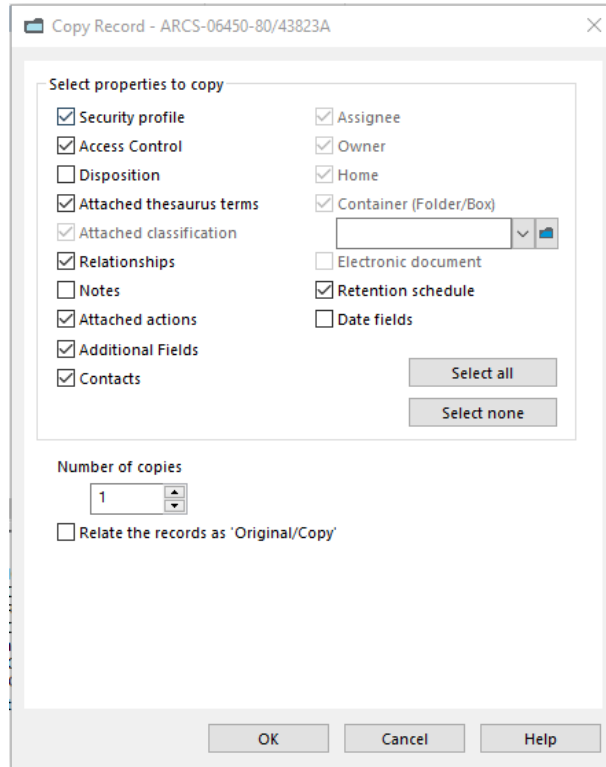 Copy Record - ARCS-06450-80/43823A
Select properties to copy
Security profile
Access Control
Disposition
Attached thesaurus terms
Attached classification
Relationships
Notes
Attached actions
Additional Fields
Contacts
Assignee
Owner
Home
Container (Folder/Box)
Electronic document
Retention schedule
Date fields
Select all
Select none
Number of copies
1
Relate the records as 'Original/Copy'
OK Cancel Help